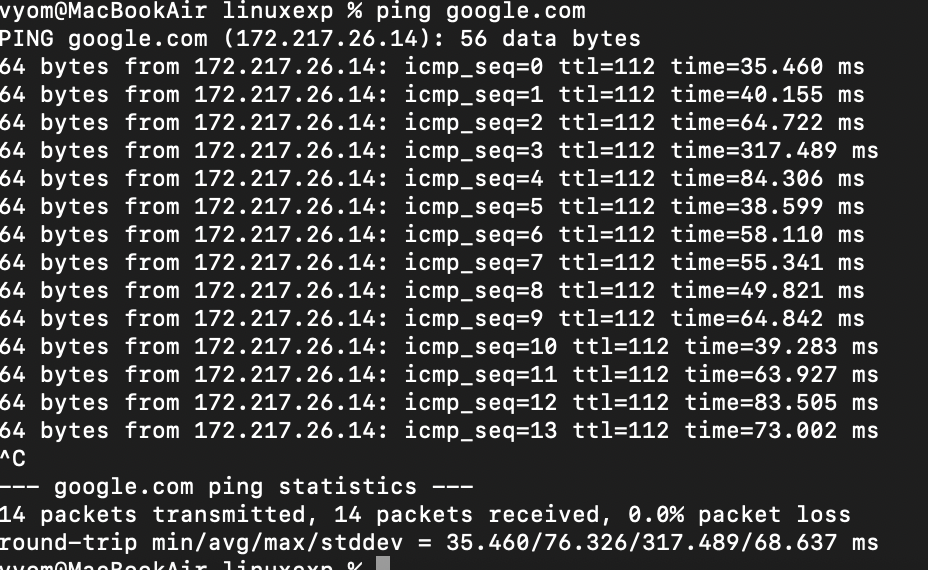 vyom@MacBookAir linuxexp % ping google.com
PING google.com (172.217.26.14): 56 data bytes
64 bytes from 172.217.26.14: icmp_seq=0 ttl=112 time=35.460 ms
64 bytes from 172.217.26.14: icmp_seq=1 ttl=112 time=40.155 ms
64 bytes from 172.217.26.14: icmp_seq=2 ttl=112 time=64.722 ms
64 bytes from 172.217.26.14: icmp_seq=3 ttl=112 time=317.489 ms
64 bytes from 172.217.26.14: icmp_seq=4 ttl=112 time=84.306 ms
64 bytes from 172.217.26.14: icmp_seq=5 ttl=112 time=38.599 ms
64 bytes from 172.217.26.14: icmp_seq=6 ttl=112 time=58.110 ms
64 bytes from 172.217.26.14: icmp_seq=7 ttl=112 time=55.341 ms
64 bytes from 172.217.26.14: icmp_seq=8 ttl=112 time=49.821 ms
64 bytes from 172.217.26.14: icmp_seq=9 ttl=112 time=64.842 ms
64 bytes from 172.217.26.14: icmp_seq=10 ttl=112 time=39.283 ms
64 bytes from 172.217.26.14: icmp_seq=11 ttl=112 time=63.927 ms
64 bytes from 172.217.26.14: icmp_seq=12 ttl=112 time=83.505 ms
64 bytes from 172.217.26.14: icmp_seq=13 ttl=112 time=73.002 ms
^C
--- google.com ping statistics ---
14 packets transmitted, 14 packets received, 0.0% packet loss
round-trip min/avg/max/stddev = 35.460/76.326/317.489/68.637 ms
vyom@MacBookAir linuxexp %